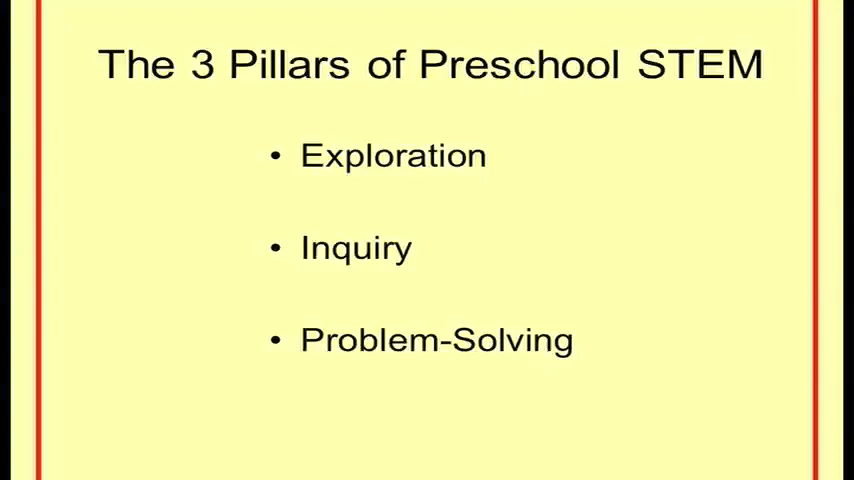 The 3 Pillars of Preschool STEM
• Exploration
• Inquiry
• Problem-Solving